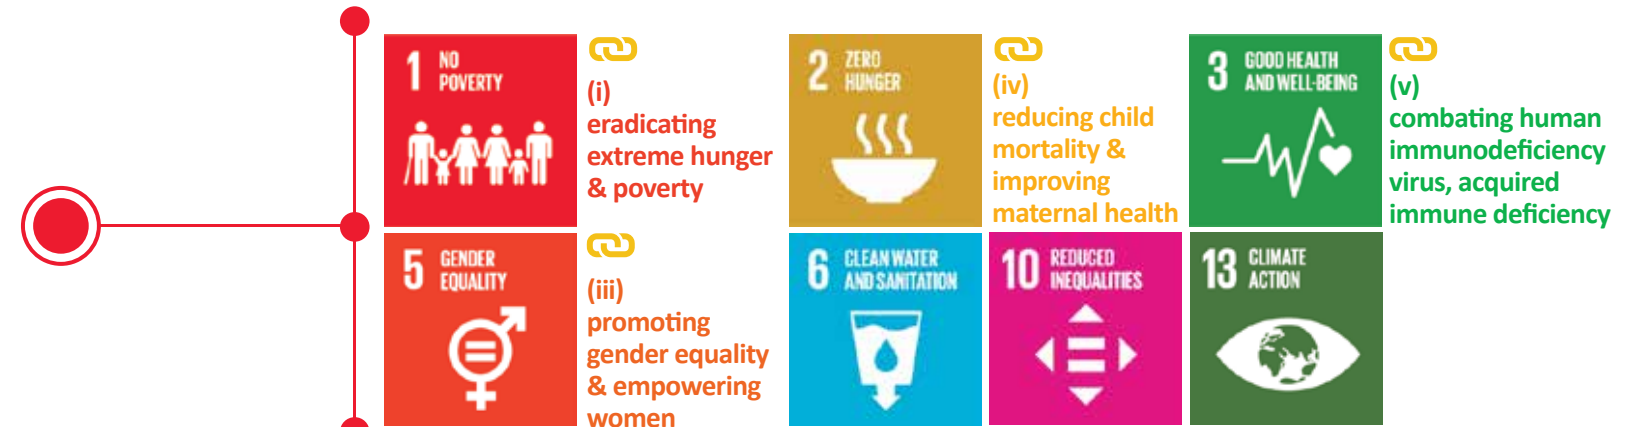 1 NO
POVERTY
(i)
eradicating
extreme hunger
& poverty
2 ZERO
HUNGER
(iv)
reducing child
mortality &
improving
maternal health
3 GOOD HEALTH
AND WELL-BEING
(v)
combating human
immunodeficiency
virus, acquired
immune deficiency
5 GENDER
EQUALITY
(iii)
promoting
gender equality
& empowering
women
6 CLEAN WATER
AND SANITATION
10 REDUCED
INEQUALITIES
13 CLIMATE
ACTION